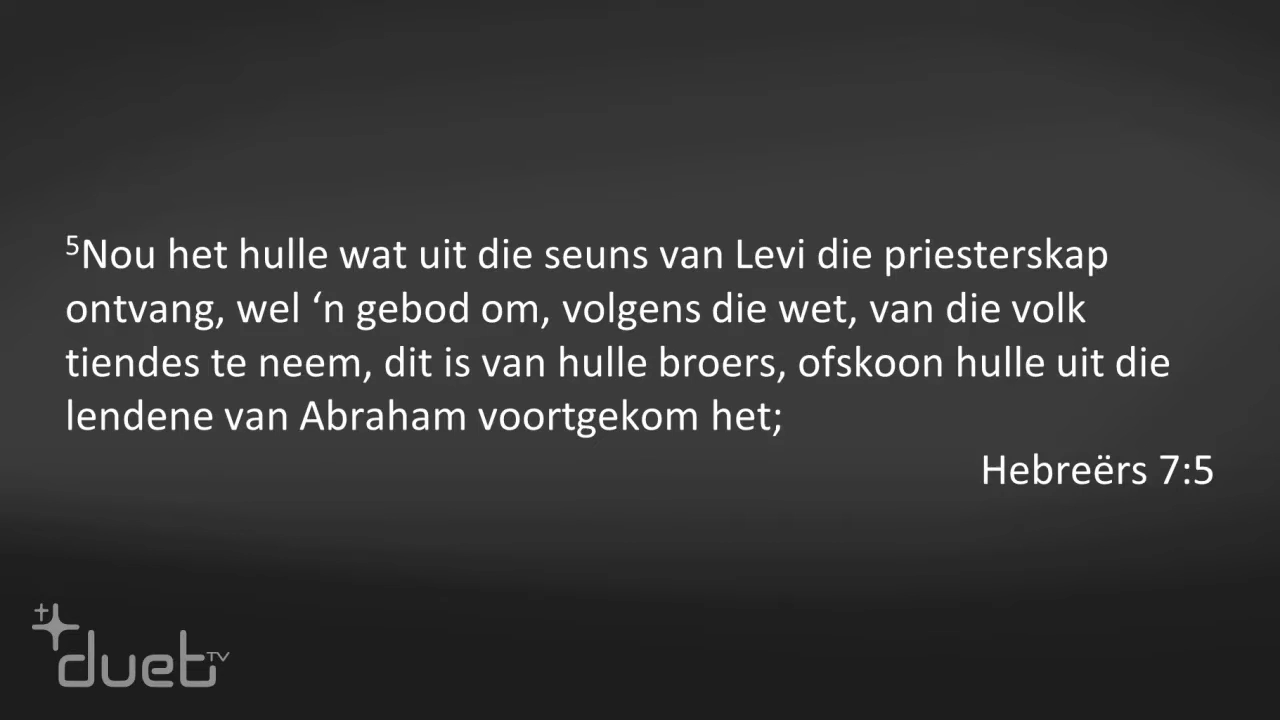 ⁵Nou het hulle wat uit die seuns van Levi die priesterskap
ontvang, wel ‘n gebod om, volgens die wet, van die volk
tiendes te neem, dit is van hulle broers, ofskoon hulle uit die
lendene van Abraham voortgekom het;
Hebreërs 7:5
duet TV